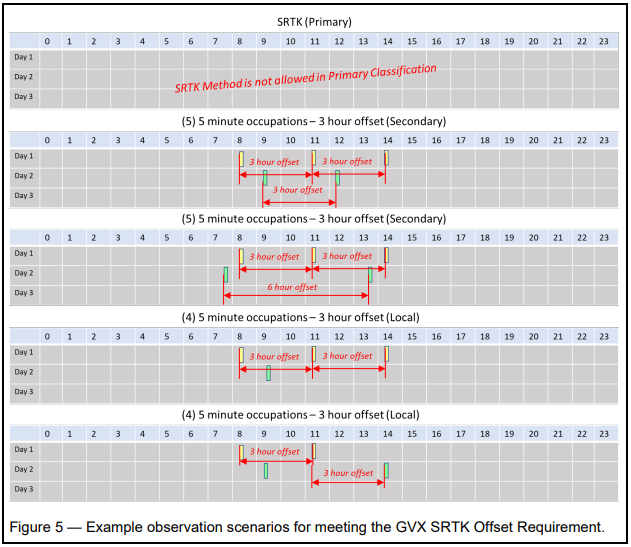 SRTK (Primary)
0 1 2 3 4 5 6 7 8 9 10 11 12 13 14 15 16 17 18 19 20 21 22 23
Day 1
Day 2
SRTK Method is not allowed in Primary Classification
Day 3
(5) 5 minute occupations – 3 hour offset (Secondary)
0 1 2 3 4 5 6 7 8 9 10 11 12 13 14 15 16 17 18 19 20 21 22 23
Day 1
3 hour offset 3 hour offset
Day 2
3 hour offset
Day 3
(5) 5 minute occupations – 3 hour offset (Secondary)
0 1 2 3 4 5 6 7 8 9 10 11 12 13 14 15 16 17 18 19 20 21 22 23
Day 1
3 hour offset 3 hour offset
Day 2
6 hour offset
Day 3
(4) 5 minute occupations – 3 hour offset (Local)
0 1 2 3 4 5 6 7 8 9 10 11 12 13 14 15 16 17 18 19 20 21 22 23
Day 1
3 hour offset 3 hour offset
Day 2
Day 3
(4) 5 minute occupations – 3 hour offset (Local)
0 1 2 3 4 5 6 7 8 9 10 11 12 13 14 15 16 17 18 19 20 21 22 23
Day 1
3 hour offset
Day 2
3 hour offset
Day 3
Figure 5 — Example observation scenarios for meeting the GVX SRTK Offset Requirement.